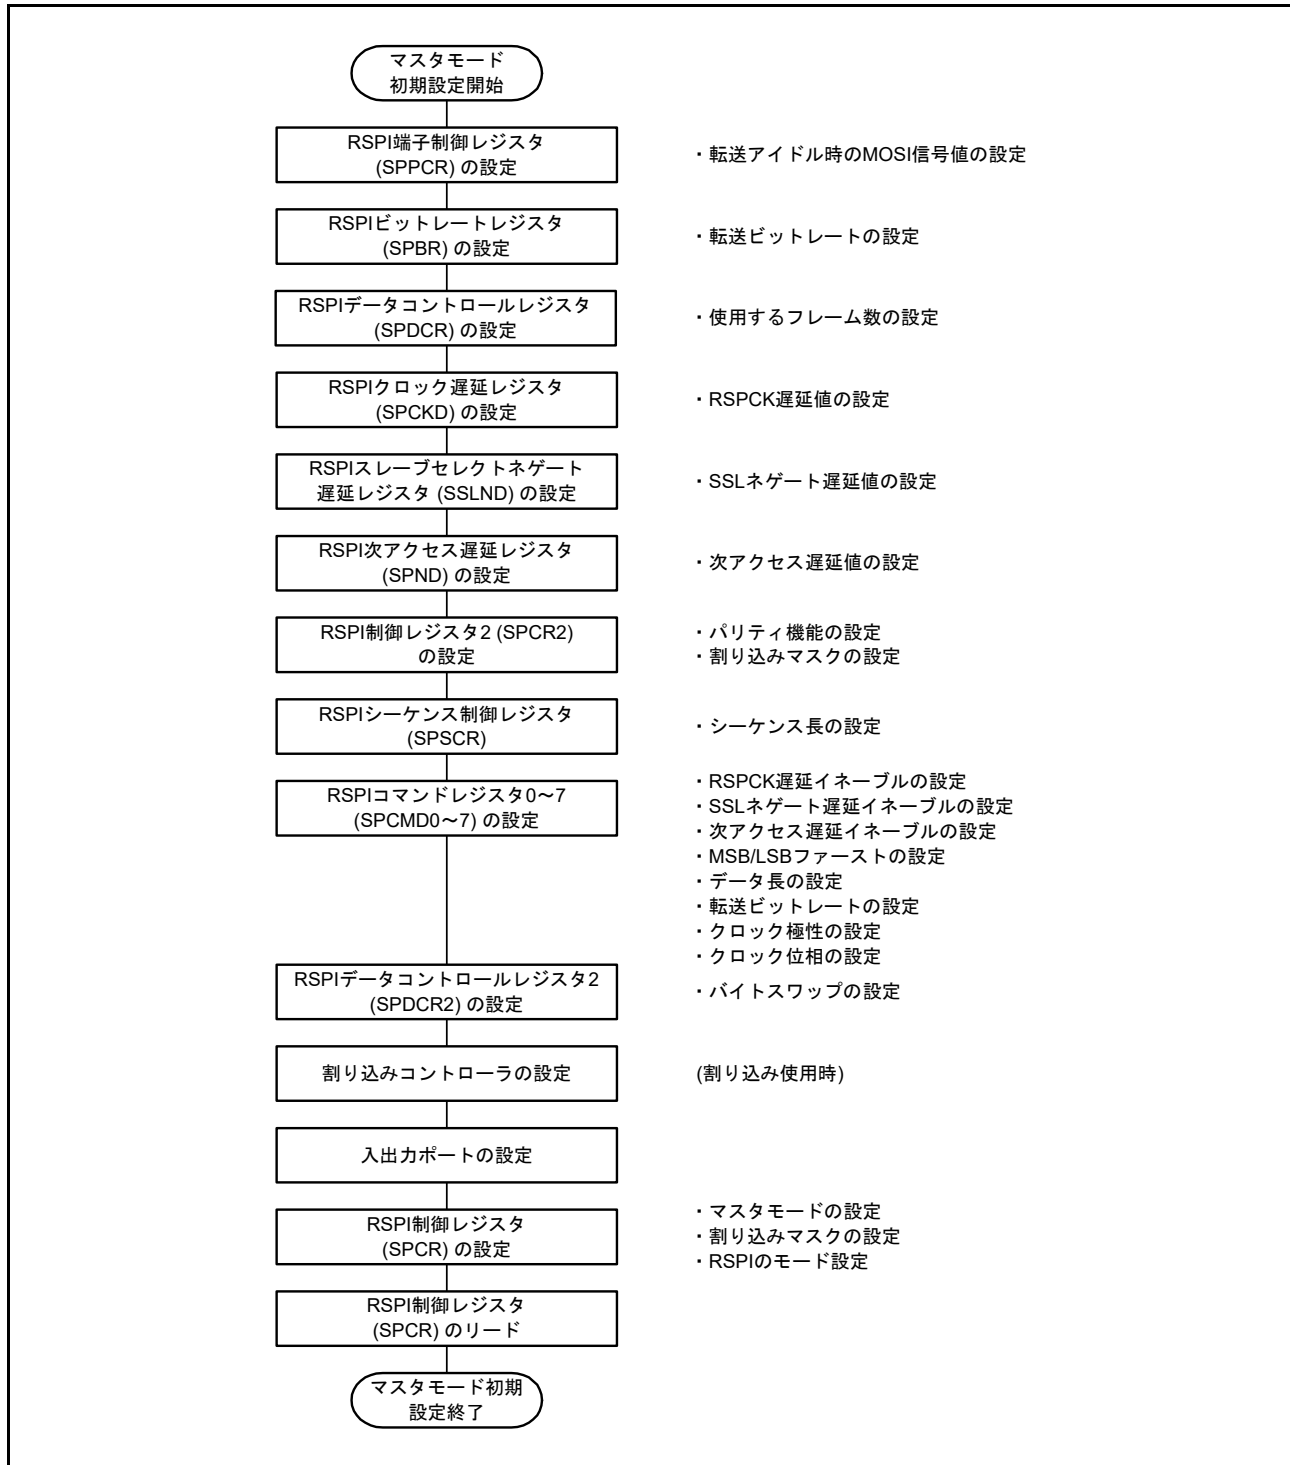 マスタモード
初期設定開始
RSPI端子制御レジスタ
(SPPCR) の設定
・転送アイドル時のMOSI信号値の設定
RSPIビットレートレジスタ
(SPBR) の設定
・転送ビットレートの設定
RSPIデータコントロールレジスタ
(SPDCR) の設定
・使用するフレーム数の設定
RSPIクロック遅延レジスタ
(SPCKD) の設定
・RSPCK遅延値の設定
RSPIスレーブセレクトネゲート
遅延レジスタ (SSLND) の設定
・SSLネゲート遅延値の設定
RSPI次アクセス遅延レジスタ
(SPND) の設定
・次アクセス遅延値の設定
RSPI制御レジスタ2 (SPCR2)
の設定
・パリティ機能の設定
・割り込みマスクの設定
RSPIシーケンス制御レジスタ
(SPSCR)
・シーケンス長の設定
RSPIコマンドレジスタ0～7
(SPCMD0～7) の設定
・RSPCK遅延イネーブルの設定
・SSLネゲート遅延イネーブルの設定
・次アクセス遅延イネーブルの設定
・MSB/LSBファーストの設定
・データ長の設定
・転送ビットレートの設定
・クロック極性の設定
・クロック位相の設定
RSPIデータコントロールレジスタ2
(SPDCR2) の設定
・バイトスワップの設定
割り込みコントローラの設定
(割り込み使用時)
入出力ポートの設定
RSPI制御レジスタ
(SPCR) の設定
・マスタモードの設定
・割り込みマスクの設定
・RSPIのモード設定
RSPI制御レジスタ
(SPCR) のリード
マスタモード初期
設定終了